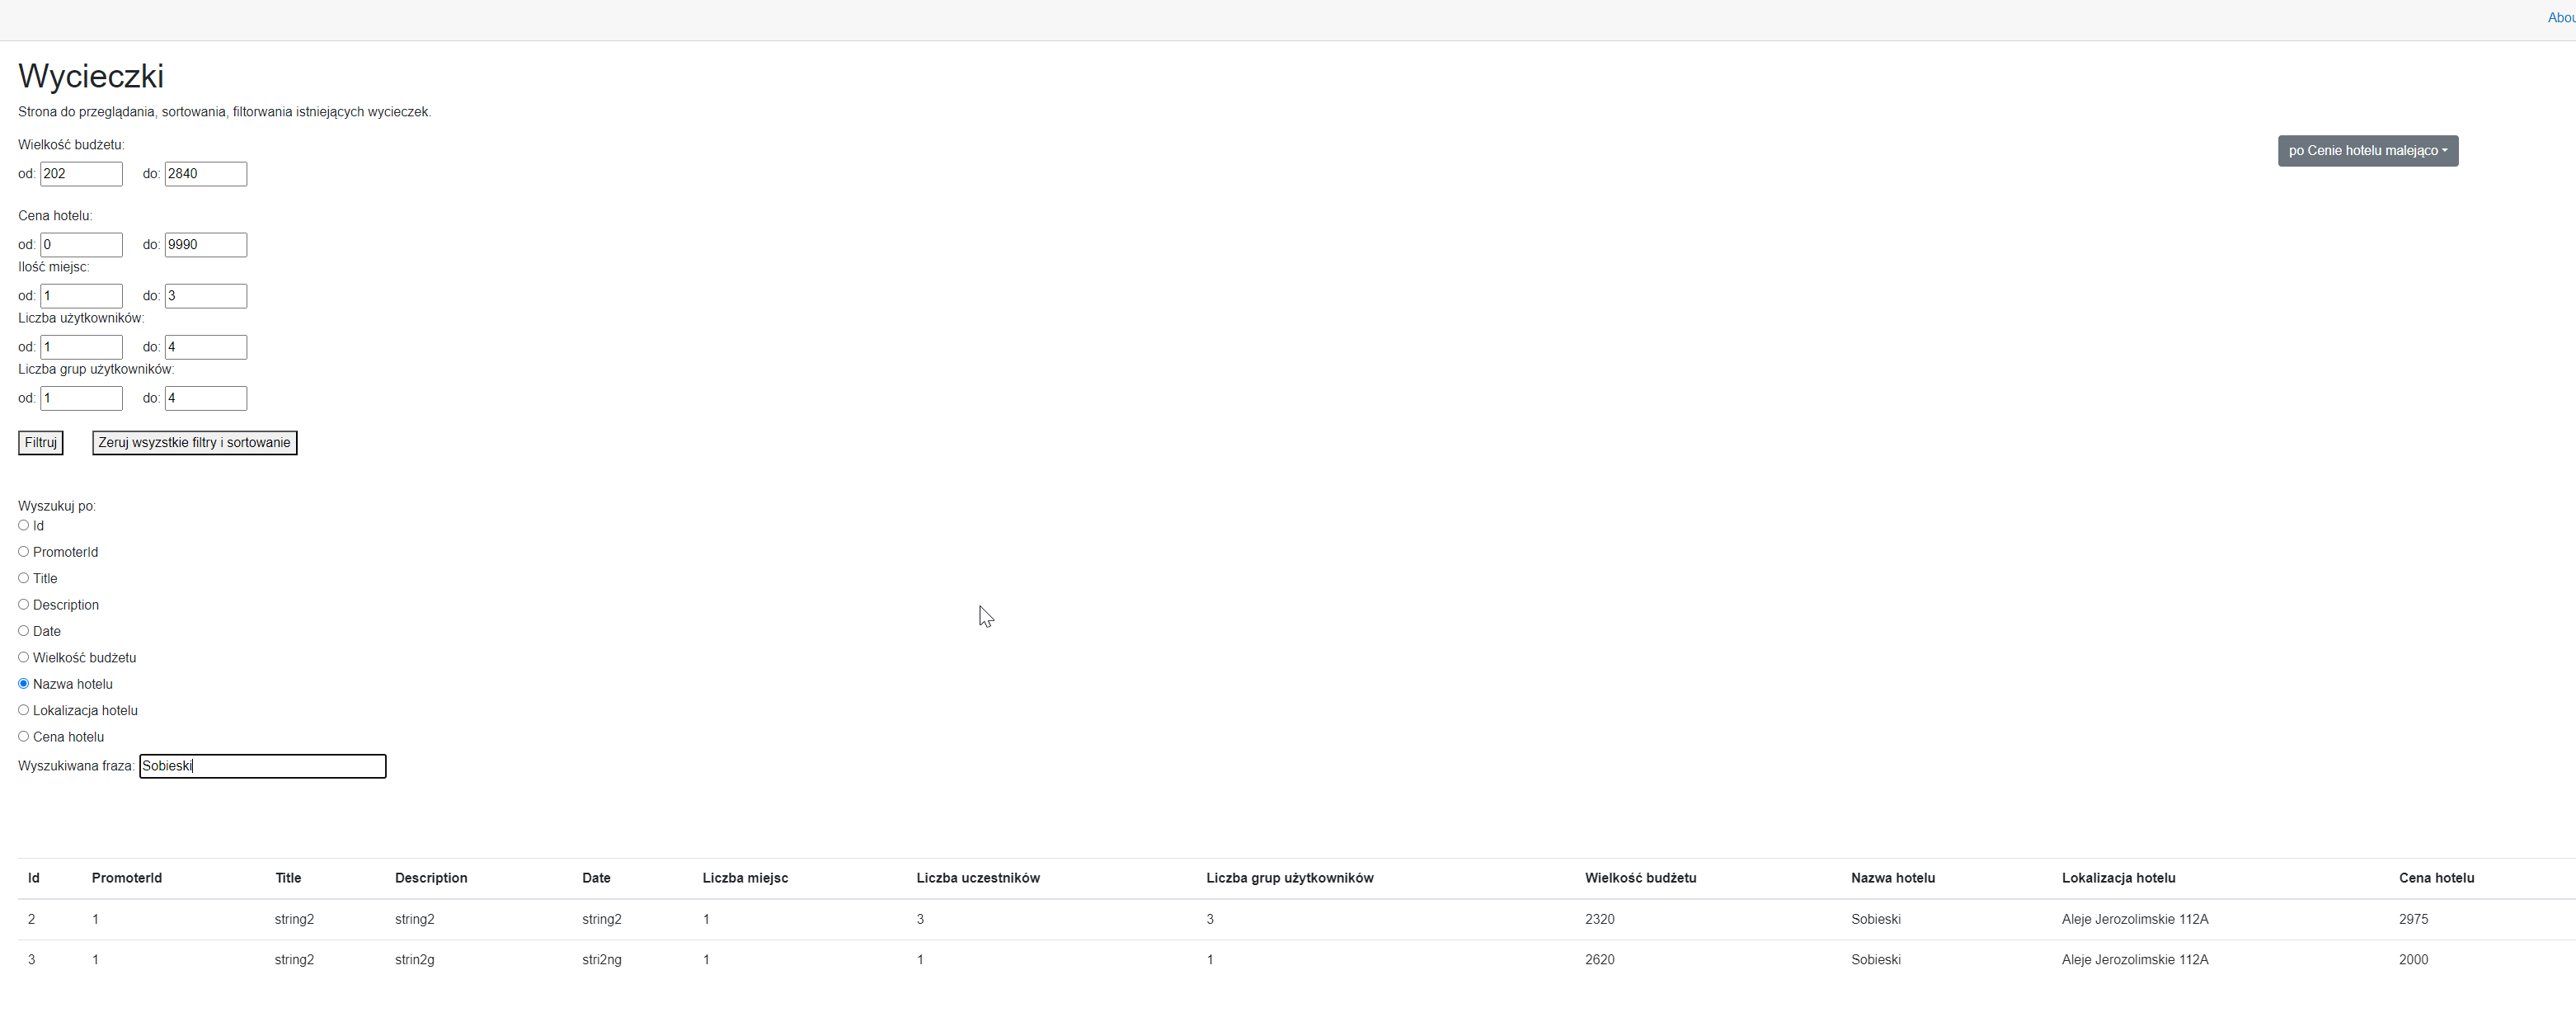 Abou
Wycieczki
Strona do przeglądania, sortowania, filtorwania istniejących wycieczek.
Wielkość budżetu:
po Cenie hotelu malejąco
od: 202 do: 2840
Cena hotelu:
od: 0 do: 9990
Ilość miejsc:
od: 1 do: 3
Liczba użytkowników:
od: 1 do: 4
Liczba grup użytkowników:
od: 1 do: 4
Filtruj Zeruj wsyzstkie filtry i sortowanie
Wyszukuj po:
Id
PromoterId
Title
Description
Date
Wielkość budżetu
Nazwa hotelu
Lokalizacja hotelu
Cena hotelu
Wyszukiwana fraza: Sobieski
Id PromoterId Title Description Date Liczba miejsc Liczba uczestników Liczba grup użytkowników Wielkość budżetu Nazwa hotelu Lokalizacja hotelu Cena hotelu
2 1 string2 string2 string2 1 3 3 2320 Sobieski Aleje Jerozolimskie 112A 2975
3 1 string2 strin2g stri2ng 1 1 1 2620 Sobieski Aleje Jerozolimskie 112A 2000